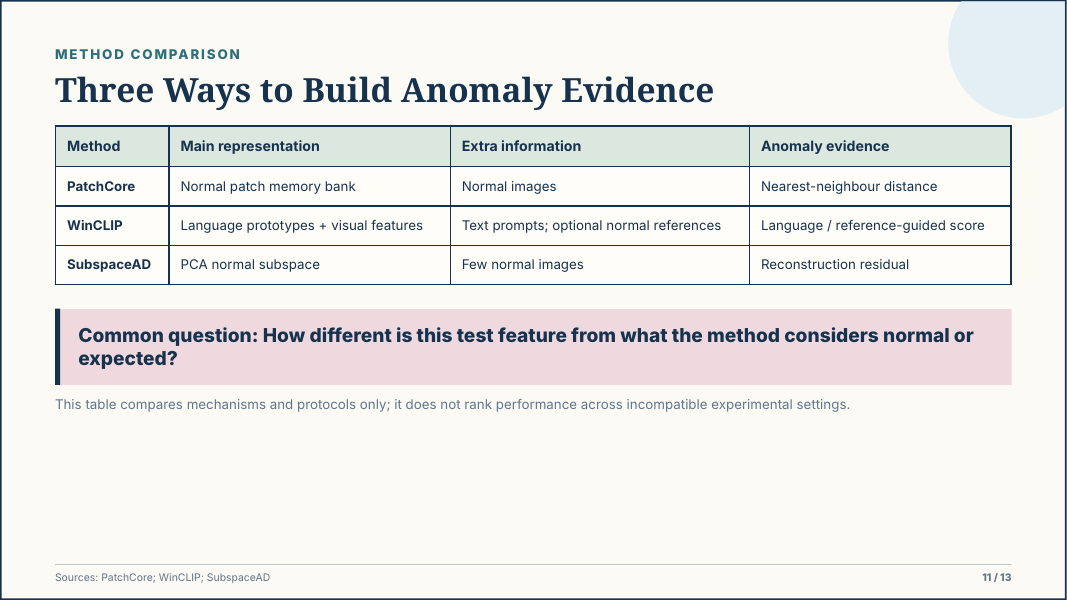 METHOD COMPARISON
Three Ways to Build Anomaly Evidence
Method Main representation Extra information Anomaly evidence
PatchCore Normal patch memory bank Normal images Nearest-neighbour distance
WinCLIP Language prototypes + visual features Text prompts; optional normal references Language / reference-guided score
SubspaceAD PCA normal subspace Few normal images Reconstruction residual
Common question: How different is this test feature from what the method considers normal or
expected?
This table compares mechanisms and protocols only; it does not rank performance across incompatible experimental settings.
Sources: PatchCore; WinCLIP; SubspaceAD 11 / 13